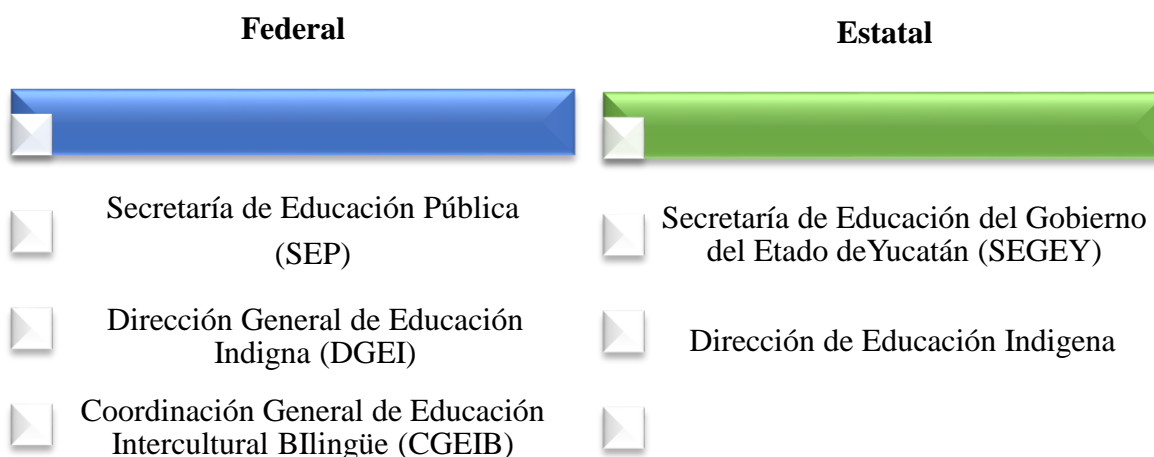 Federal
Secretaría de Educación Pública
(SEP)
Dirección General de Educación
Indigna (DGEI)
Coordinación General de Educación
Intercultural BIlingüe (CGEIB)
Estatal
Secretaría de Educación del Gobierno
del Etado deYucatán (SEGEY)
Dirección de Educación Indigena